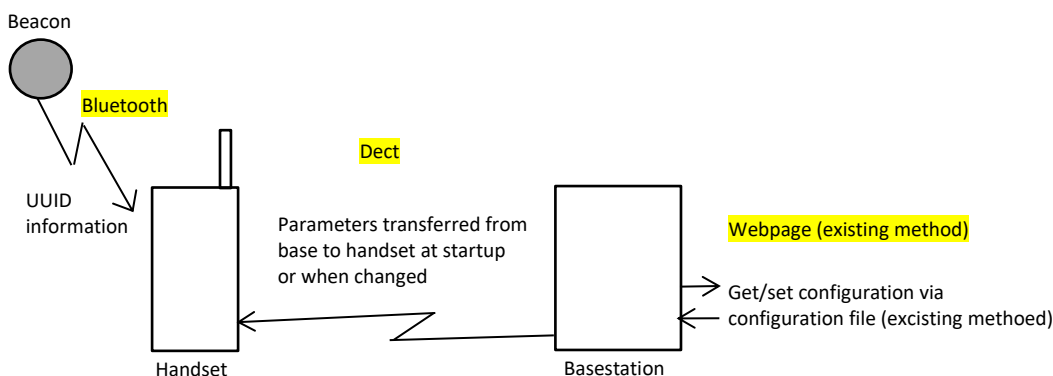 Beacon
Bluetooth
Dect
UUID
information
Parameters transferred from
base to handset at startup
or when changed
Webpage (existing method)
Get/set configuration via
configuration file (excisting methoed)
Handset
Basestation